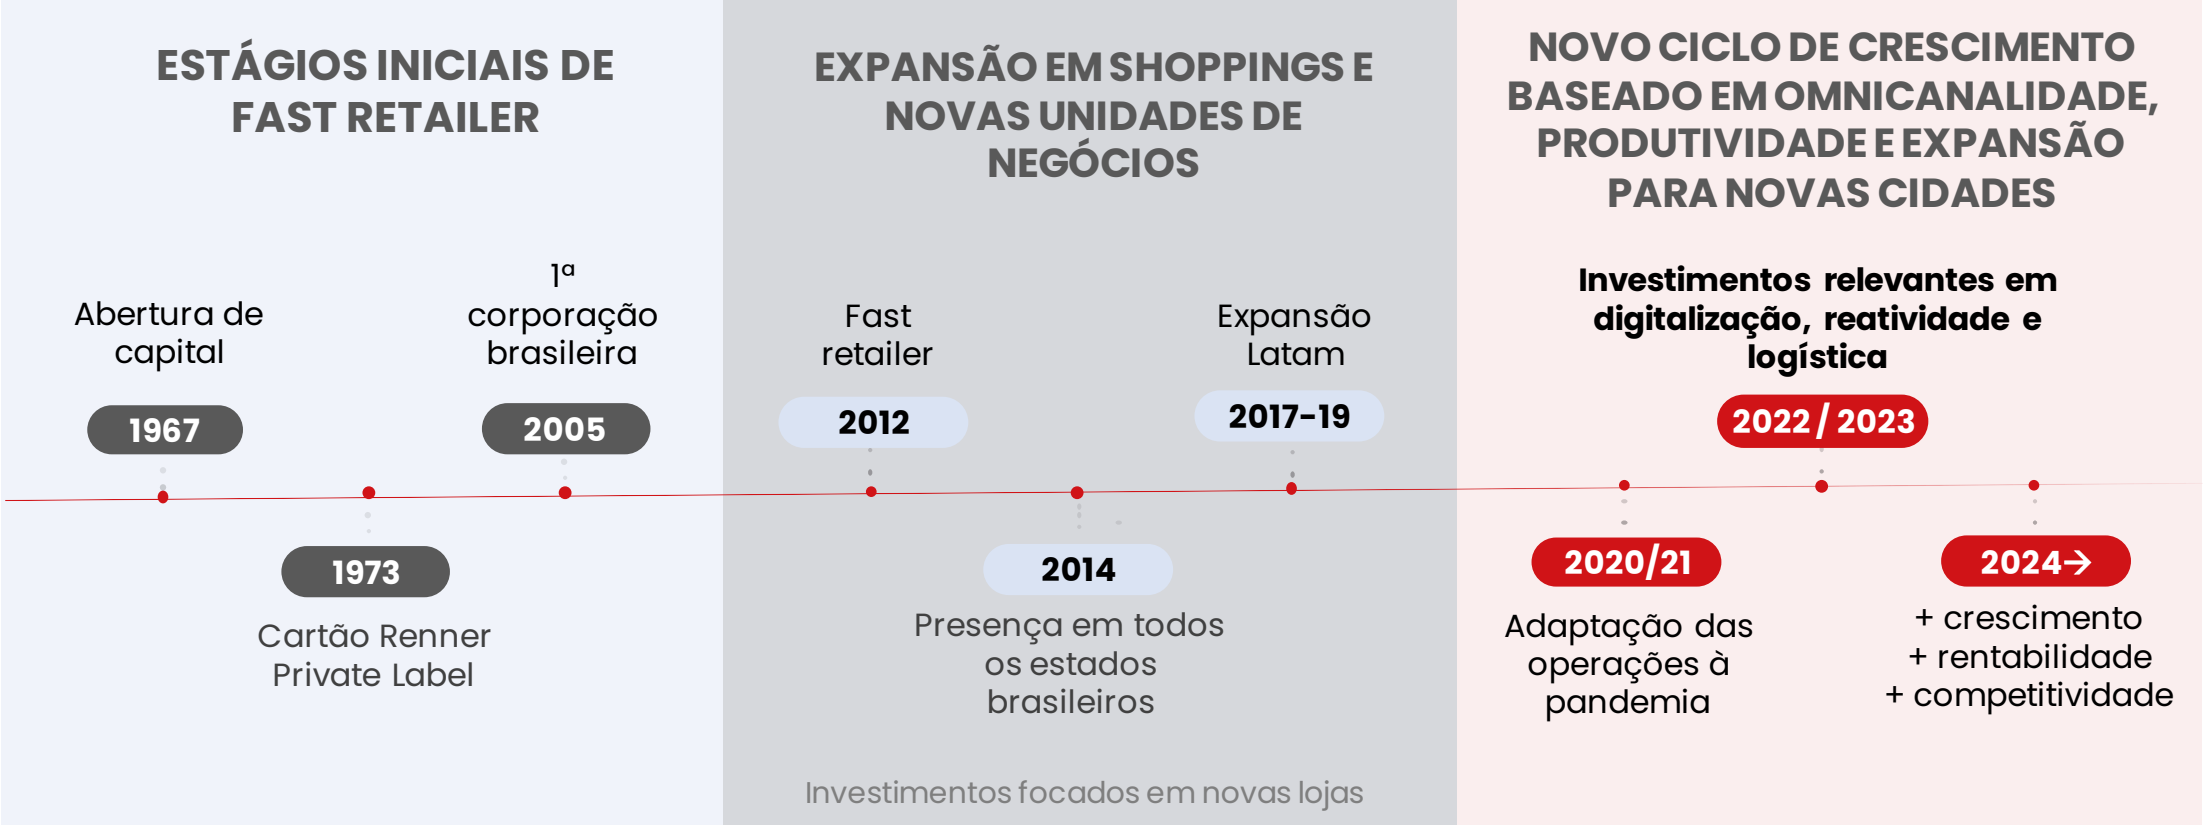 ESTÁGIOS INICIAIS DE
FAST RETAILER
Abertura de
capital
1967
1973
Cartão Renner
Private Label
1ª
corporação
brasileira
2005
EXPANSÃO EM SHOPPINGS E
NOVAS UNIDADES DE
NEGÓCIOS
Fast
retailer
2012
2014
Presença em todos
os estados
brasileiros
Expansão
Latam
2017-19
Investimentos focados em novas lojas
NOVO CICLO DE CRESCIMENTO
BASEADO EM OMNICANALIDADE,
PRODUTIVIDADE E EXPANSÃO
PARA NOVAS CIDADES
2020/21
Adaptação das
operações à
pandemia
Investimentos relevantes em
digitalização, reatividade e
logística
2022 / 2023
2024→
+ crescimento
+ rentabilidade
+ competitividade